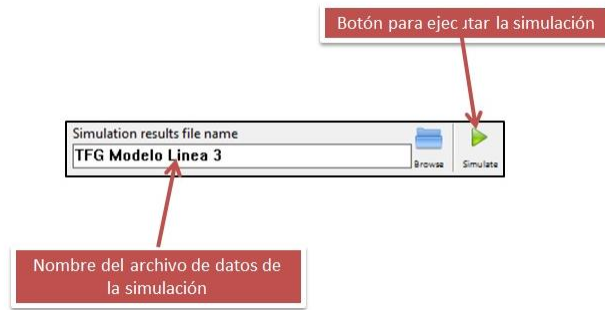 Botón para ejecutar la simulación
Simulation results file name
TFG Modelo Linea 3
Browse
Simulate
Nombre del archivo de datos de
la simulación